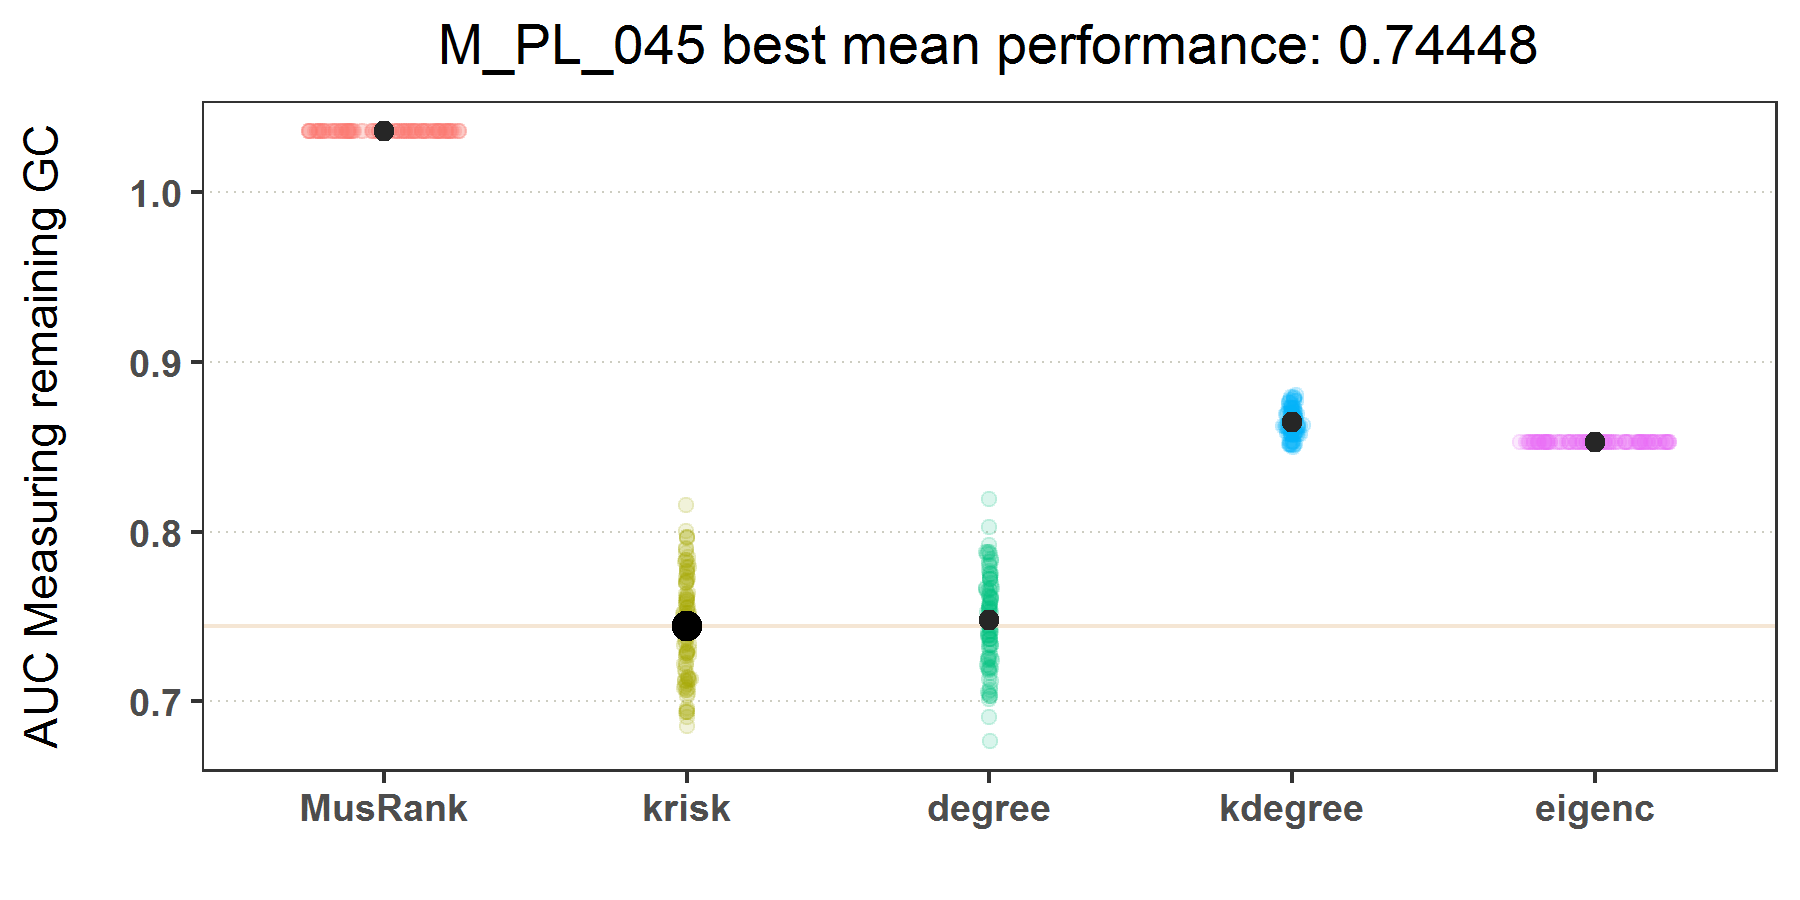 M_PL_045 best mean performance: 0.74448
AUC Measuring remaining GC
1.0
0.9
0.8
0.7
MusRank krisk degree kdegree eigenc